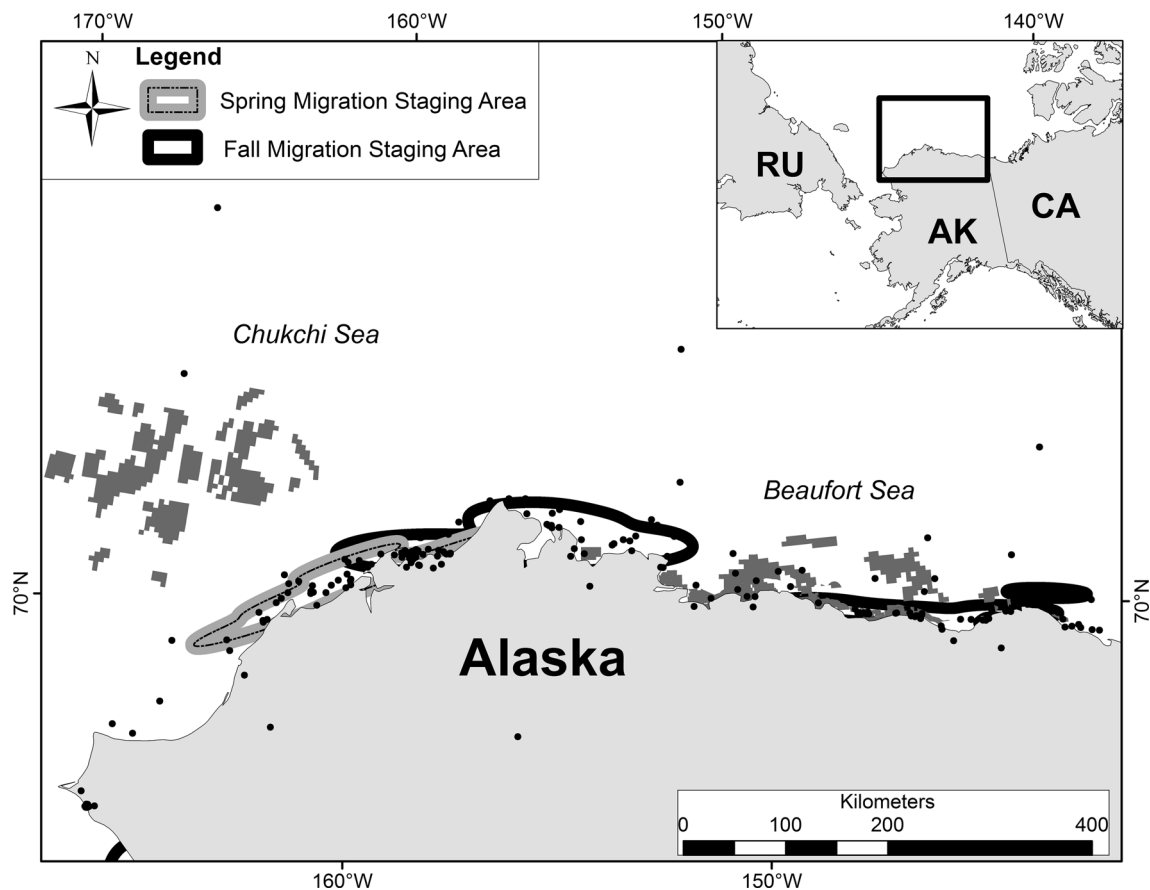 170°W
160°W
150°W
140°W
N
Legend
Spring Migration Staging Area
Fall Migration Staging Area
RU
AK
CA
Chukchi Sea
Beaufort Sea
70°N
70°N
Alaska
Kilometers
0 100 200 400
160°W
150°W